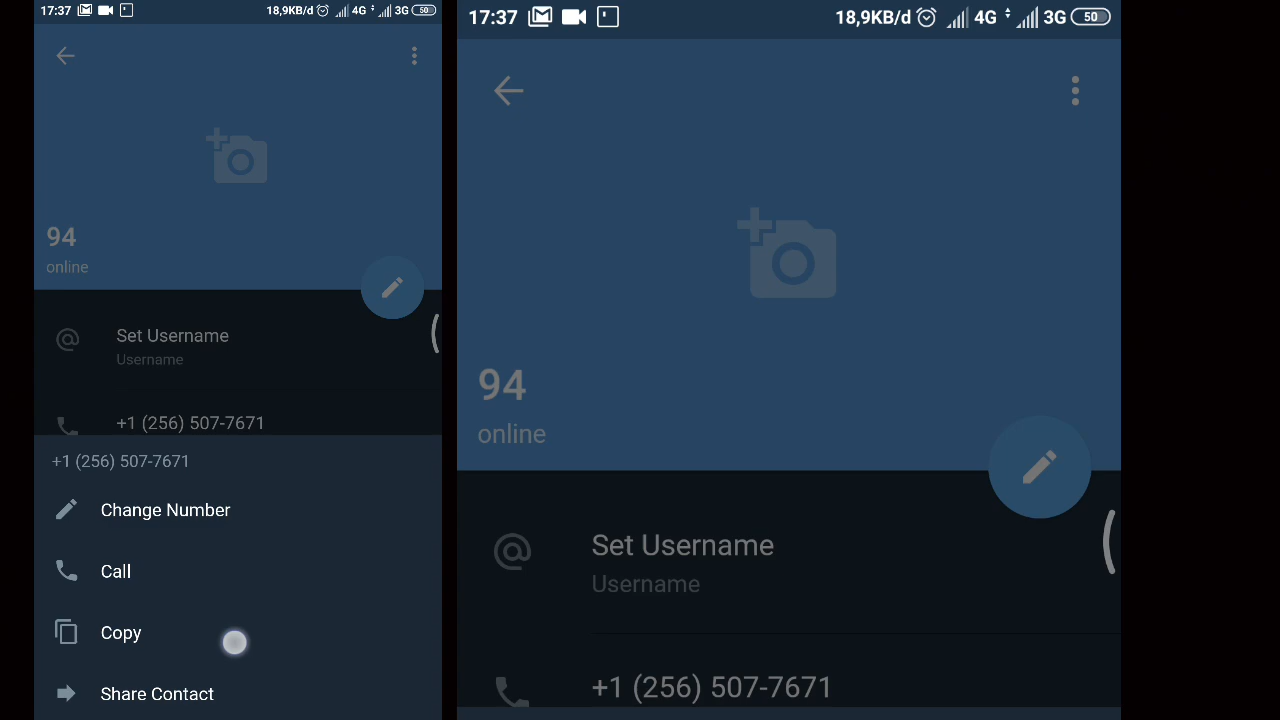 17:37 18,9KB/d 4G 3G 50
94
online
Set Username
Username
+1 (256) 507-7671
+1 (256) 507-7671
Change Number
Call
Copy
Share Contact
17:37 18,9KB/d 4G 3G 50
94
online
Set Username
Username
+1 (256) 507-7671